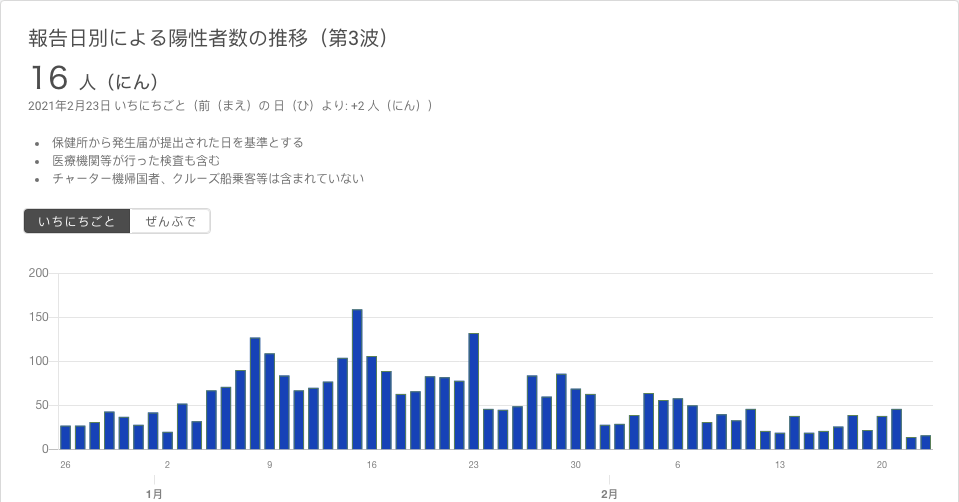 報告日別による陽性者数の推移（第3波）
16 人（にん）
2021年2月23日 いちにちごと（前（まえ）の 日（ひ）より: +2 人（にん））
• 保健所から発生届が提出された日を基準とする
• 医療機関等が行った検査も含む
• チャーター機帰国者、クルーズ船乗客等は含まれていない
いちにちごと ぜんぶで
200
150
100
50
0
26 2 9 16 23 30 6 13 20
1月 2月